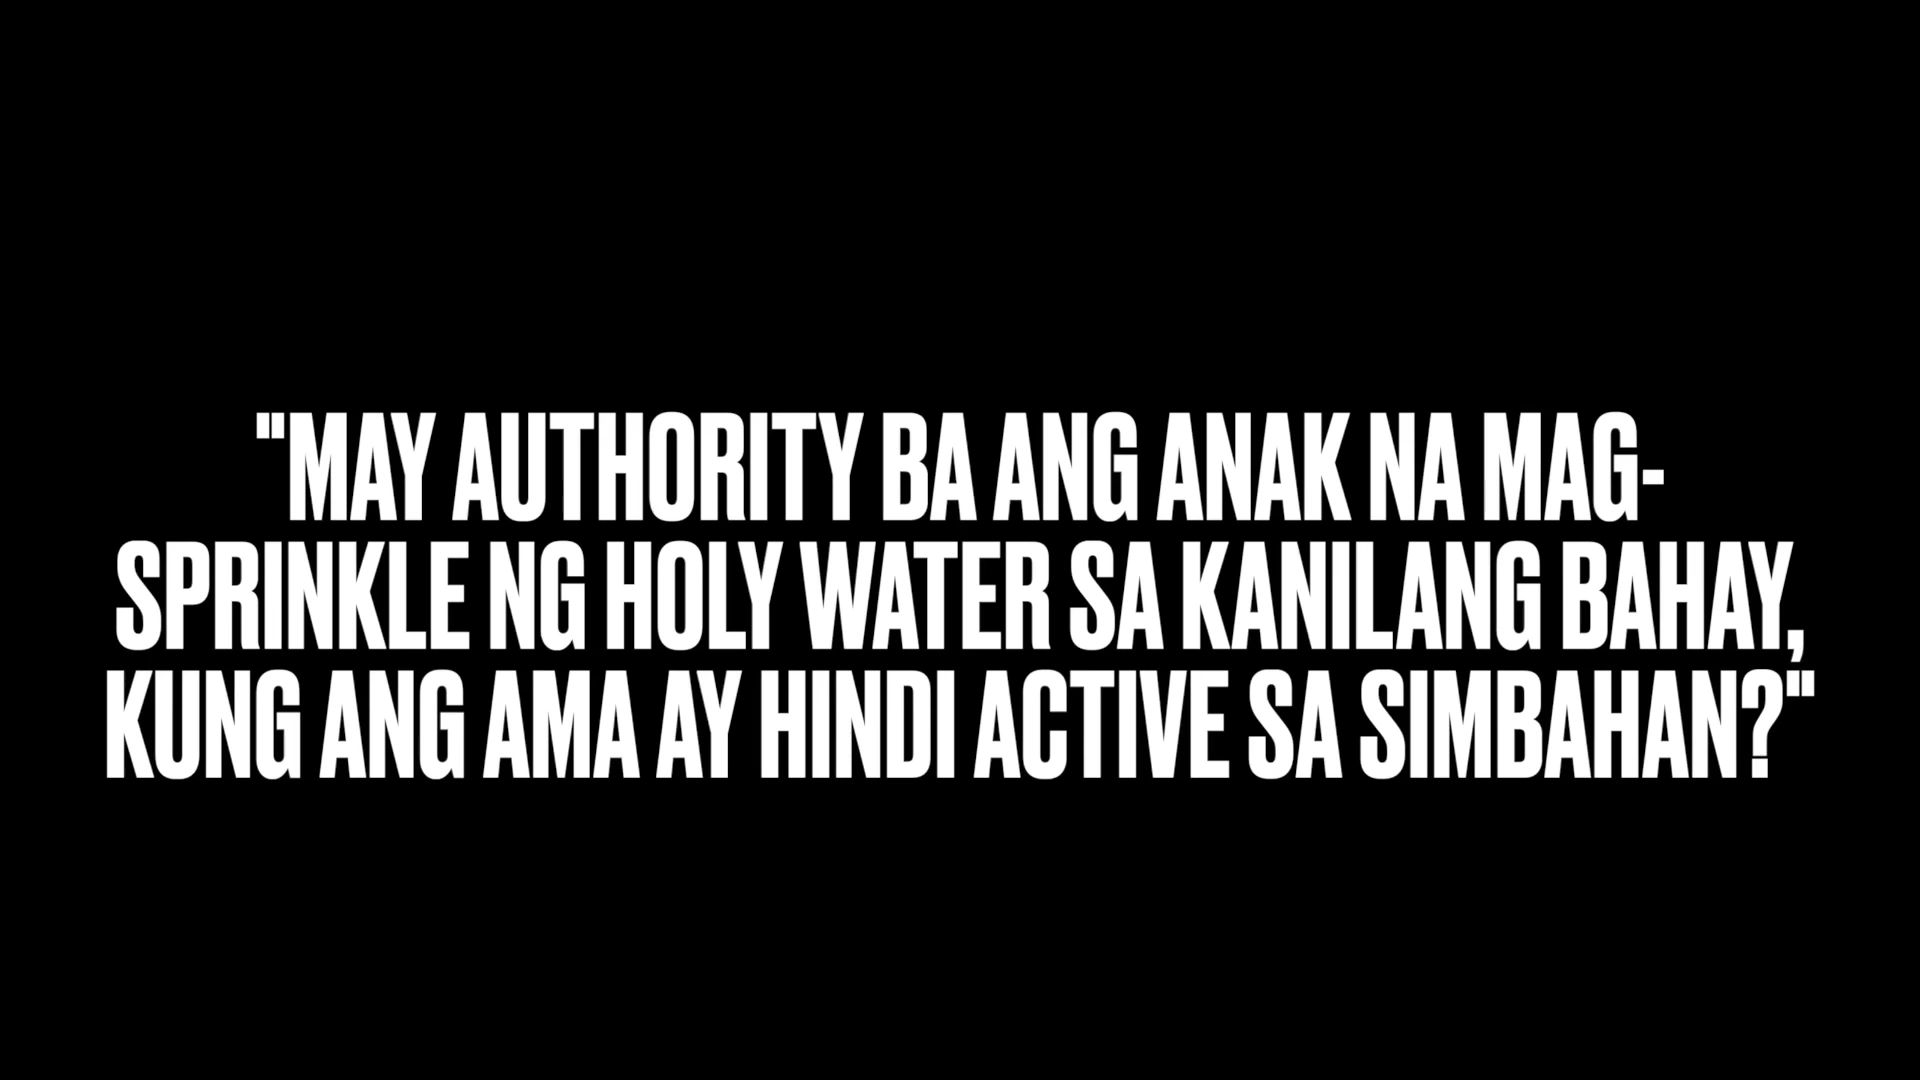 "MAY AUTHORITY BA ANG ANAK NA MAG-
SPRINKLE NG HOLY WATER SA KANILANG BAHAY,
KUNG ANG AMA AY HINDI ACTIVE SA SIMBAHAN?"